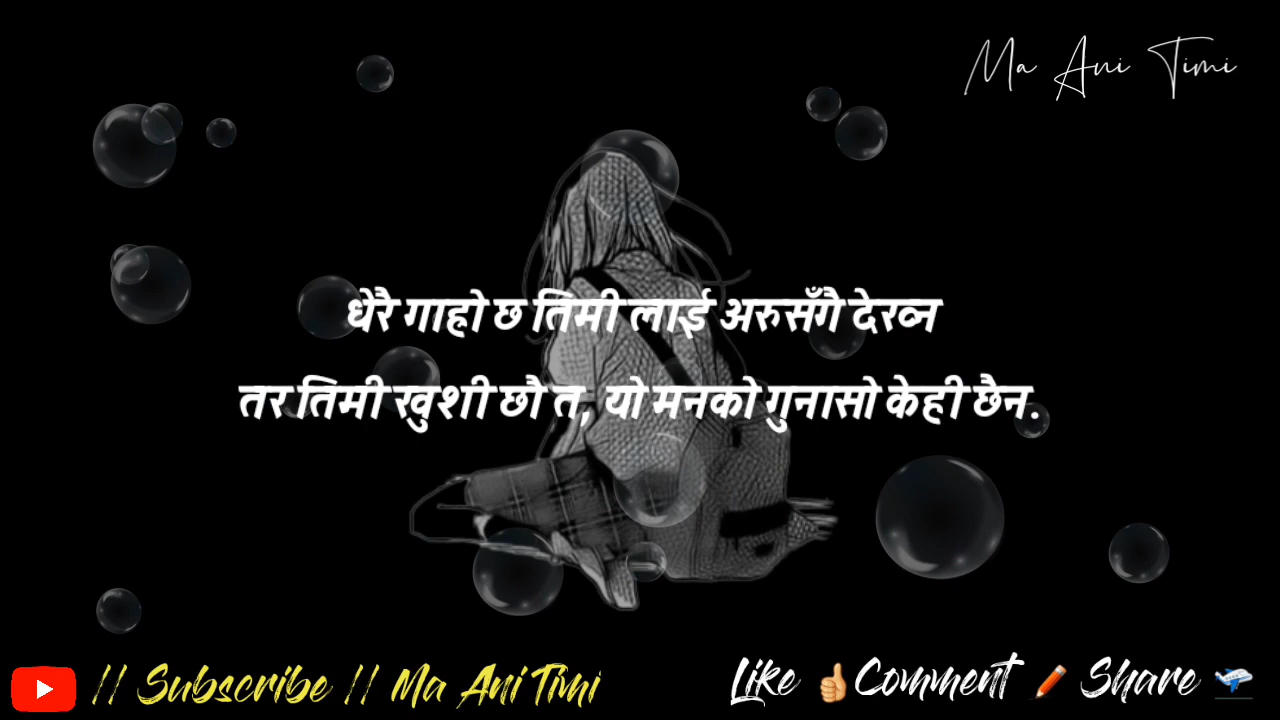 Ma Ani Timi
धेरै गाहो छ तिमी लाई अरुसँगै देख्न
तर तिमी खुशी छौ त, यो मनको गुनासो केही छैन.
// Subscribe // Ma Ani Timi
Like 👍 Comment ✏️ Share 🛫